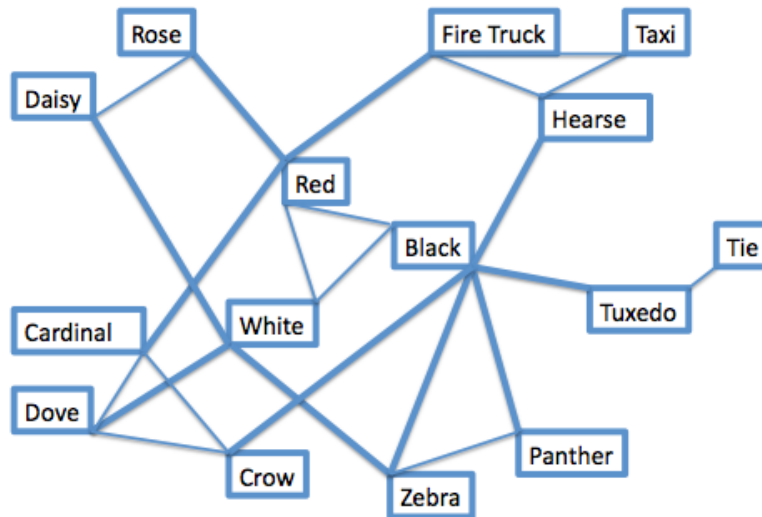 Rose
Fire Truck
Taxi
Daisy
Hearse
Red
Black
Tie
Tuxedo
White
Cardinal
Dove
Panther
Crow
Zebra